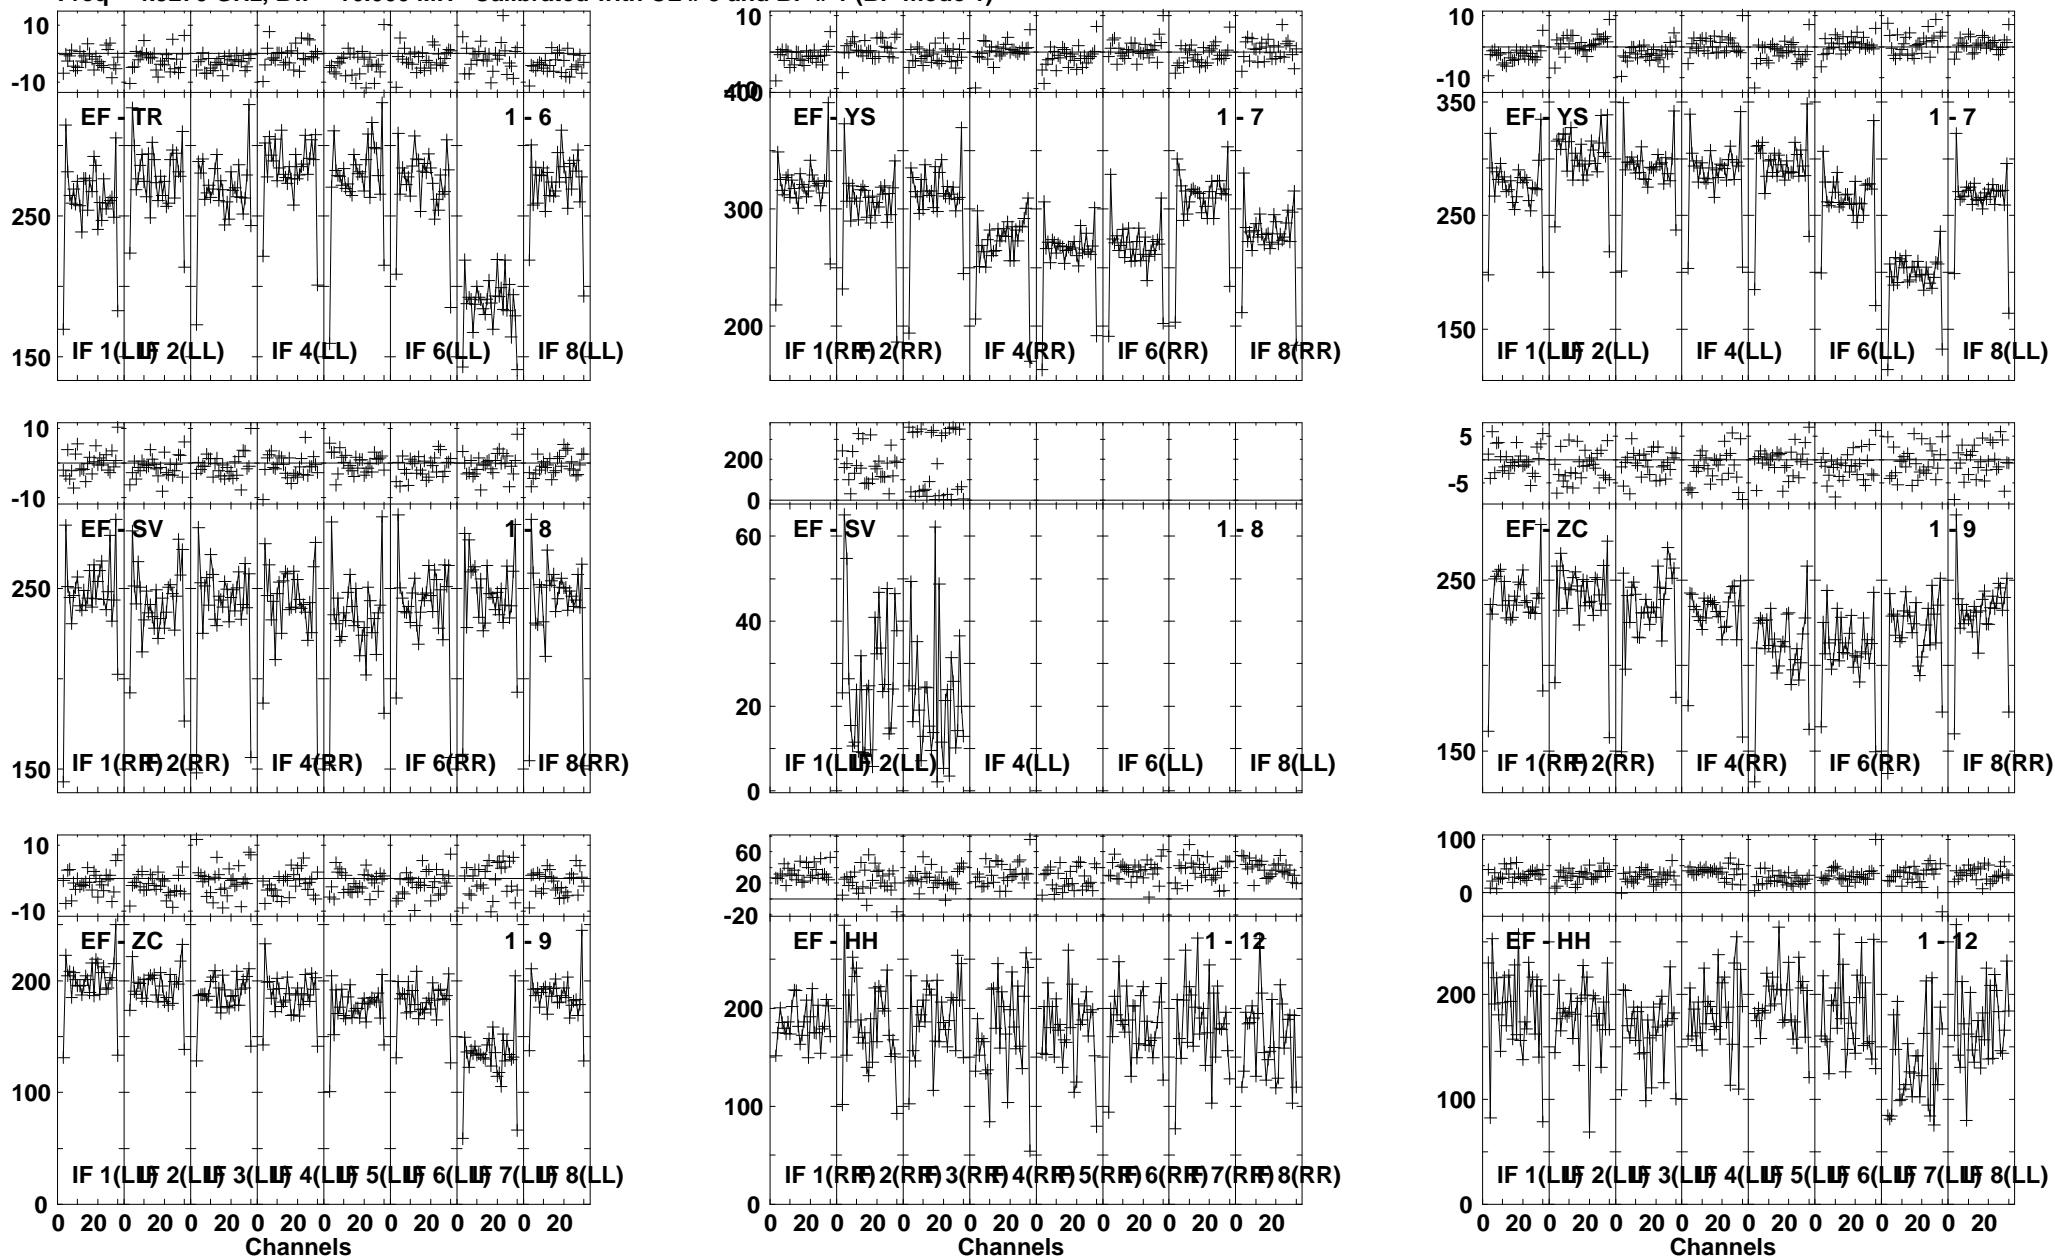 10
-10
EF - TR
1 - 6
250
150
IF 1(LL) IF 2(LL) IF 4(LL) IF 6(LL) IF 8(LL)
10
-10
400
EF - YS
1 - 7
300
200
IF 1(RR) IF 2(RR) IF 4(RR) IF 6(RR) IF 8(RR)
10
-10
350
EF - YS
1 - 7
250
150
IF 1(LL) IF 2(LL) IF 4(LL) IF 6(LL) IF 8(LL)
10
-10
EF - SV
1 - 8
250
150
IF 1(RR) IF 2(RR) IF 4(RR) IF 6(RR) IF 8(RR)
200
0
EF - SV
1 - 8
60
40
20
0
IF 1(LL) IF 2(LL) IF 4(LL) IF 6(LL) IF 8(LL)
5
-5
EF - ZC
1 - 9
250
150
IF 1(RR) IF 2(RR) IF 4(RR) IF 6(RR) IF 8(RR)
10
-10
EF - ZC
1 - 9
200
100
0
IF 1(LL) IF 2(LL) IF 3(LL) IF 4(LL) IF 5(LL) IF 6(LL) IF 7(LL) IF 8(LL)
0 20 0 20 0 20 0 20 0 20 0 20 0 20 0 20
Channels
60
20
-20
EF - HH
1 - 12
200
100
0
IF 1(RR) IF 2(RR) IF 3(RR) IF 4(RR) IF 5(RR) IF 6(RR) IF 7(RR) IF 8(RR)
0 20 0 20 0 20 0 20 0 20 0 20 0 20 0 20
Channels
100
0
EF - HH
1 - 12
200
100
0
IF 1(LL) IF 2(LL) IF 3(LL) IF 4(LL) IF 5(LL) IF 6(LL) IF 7(LL) IF 8(LL)
0 20 0 20 0 20 0 20 0 20 0 20 0 20 0 20
Channels